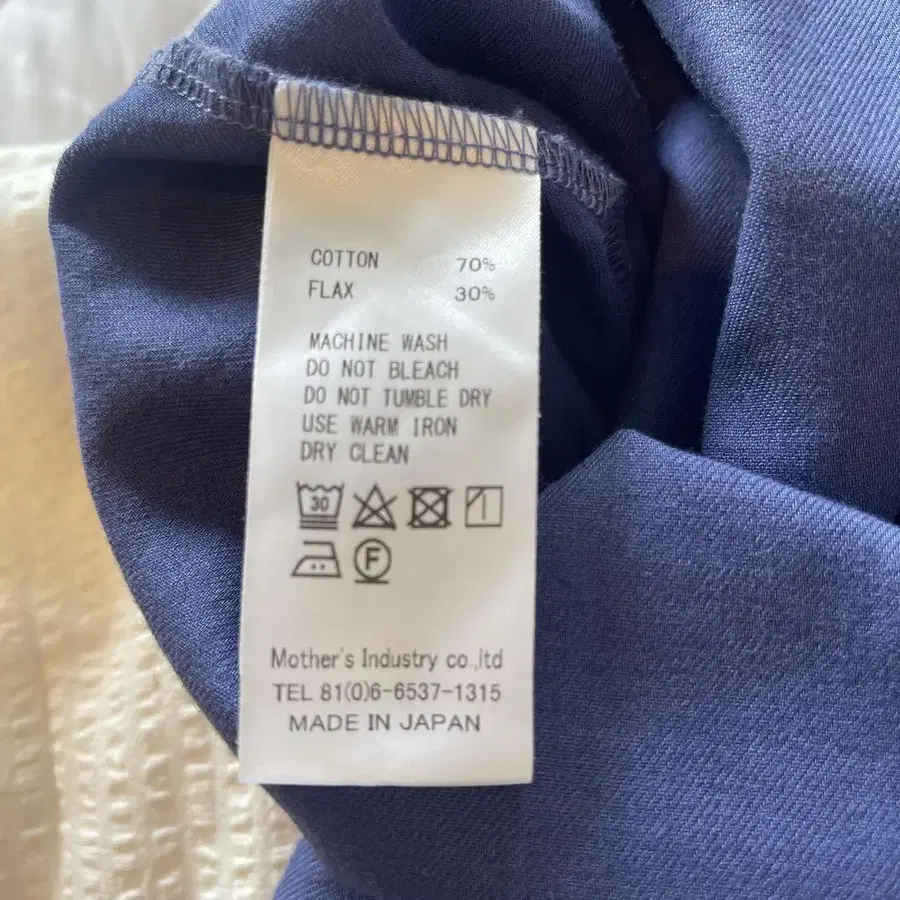 COTTON 70%
FLAX 30%
MACHINE WASH
DO NOT BLEACH
DO NOT TUMBLE DRY
USE WARM IRON
DRY CLEAN
30
F
Mother's Industry co.,ltd
TEL 81(0)6-6537-1315
MADE IN JAPAN